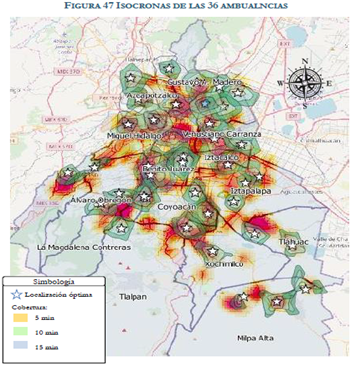 FIGURA 47 ISOCRONAS DE LAS 36 AMBUALNCIAS
MEX 57D
Gustavo A. Madero
Azcapotzalco
Miguel Hidalgo
Venustiano Carranza
Iztacalco
Benito Juárez
Iztapalapa
Álvaro Obregón
Coyoacán
La Magdalena Contreras
Tláhuac
Xochimilco
Tlalpan
Milpa Alta
N
W
E
S
Simbología
Localización óptima
Cobertura:
5 min
10 min
15 min